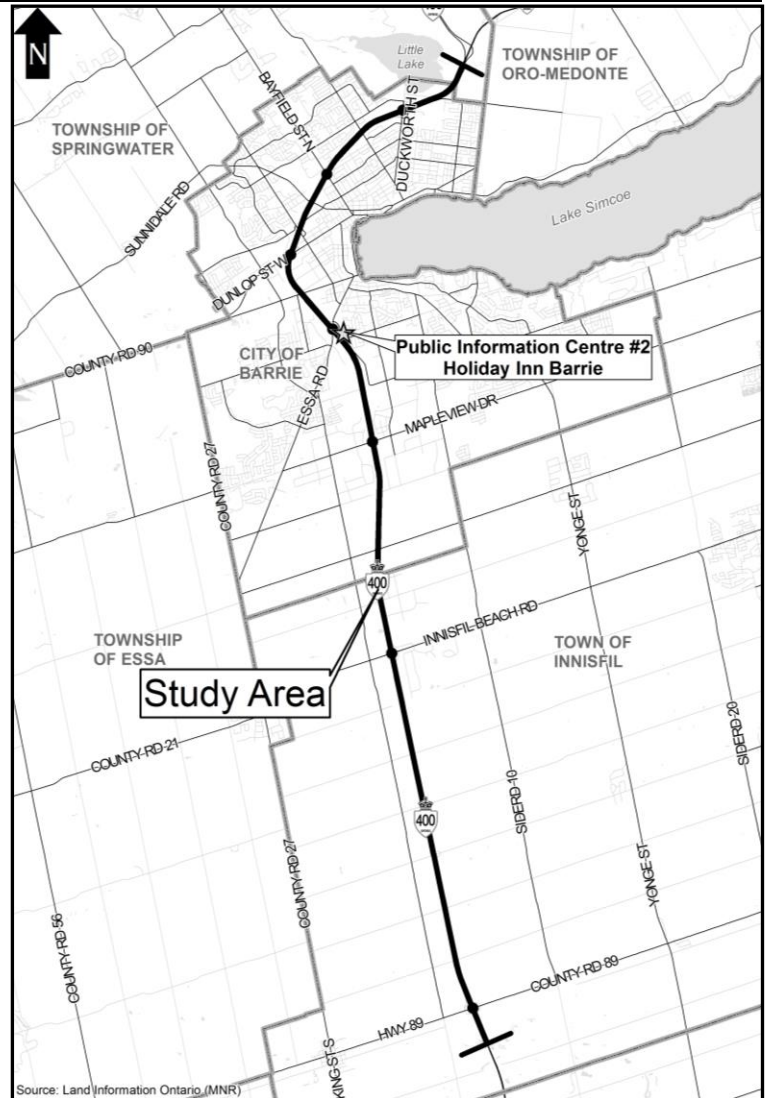 N
Little
Lake
TOWNSHIP OF
ORO-MEDONTE
BAYFIELD ST N
DUCKWORTH ST
TOWNSHIP OF
SPRINGWATER
SUNNIDALE RD
Lake Simcoe
DUNLOP ST W
COUNTY RD 90
CITY OF
BARRIE
ESSA RD
Public Information Centre #2
Holiday Inn Barrie
MAPLEVIEW DR
COUNTY RD 27
YONGE ST
400
INNISFIL BEACH RD
TOWNSHIP
OF ESSA
TOWN OF
INNISFIL
Study Area
COUNTY RD 21
SIDERD 20
SIDERD 10
400
COUNTY RD 27
YONGE ST
COUNTY RD 56
COUNTY RD 89
HWY 89
KING ST S
Source: Land Information Ontario (MNR)